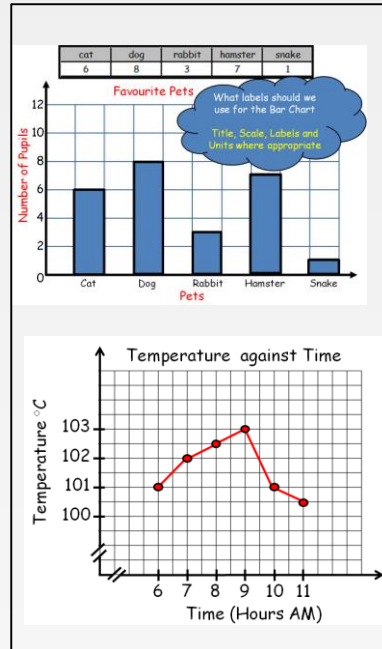 cat dog rabbit hamster snake
6 8 3 7 1
Favourite Pets
What labels should we
use for the Bar Chart
Title, Scale, Labels and
Units where appropriate
Number of Pupils
12
10
8
6
4
2
0
Cat Dog Rabbit Hamster Snake
Pets
Temperature against Time
Temperature °C
103
102
101
100
6 7 8 9 10 11
Time (Hours AM)